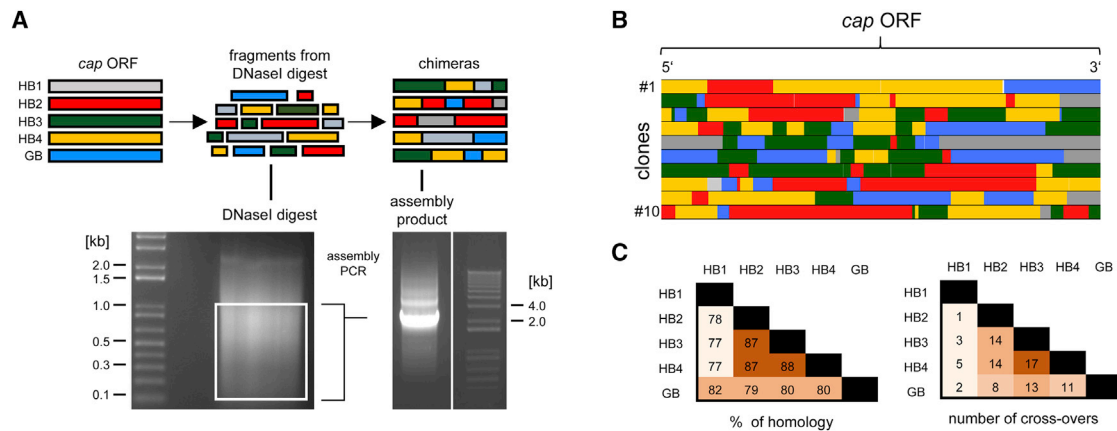 A
cap ORF
HB1
HB2
HB3
HB4
GB
fragments from
DNaseI digest
chimeras
DNaseI digest
assembly
product
[kb]
2.0
1.5
1.0
0.5
0.3
0.1
assembly
PCR
[kb]
4.0
2.0
B
cap ORF
5‘
3‘
#1
clones
#10
C
HB1 HB2 HB3 HB4 GB
HB1
HB2 78
HB3 77 87
HB4 77 87 88
GB 82 79 80 80
% of homology
HB1 HB2 HB3 HB4 GB
HB1
HB2 1
HB3 3 14
HB4 5 14 17
GB 2 8 13 11
number of cross-overs